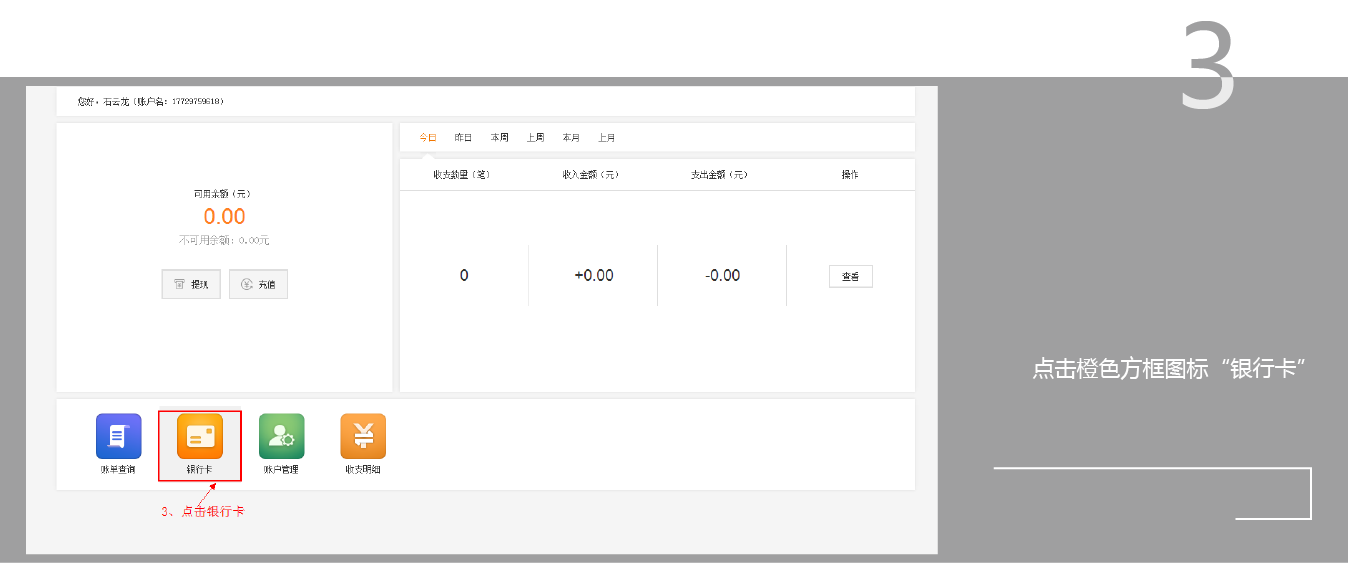 3
您好，石云龙（账户名：17729759618）
可用余额（元）
0.00
不可用余额：0.00元
提现 充值
今日 昨日 本周 上周 本月 上月
收支数量（笔） 收入金额（元） 支出金额（元） 操作
0 +0.00 -0.00 查看
点击橙色方框图标“银行卡”
账单查询 银行卡 账户管理 收支明细
3、点击银行卡